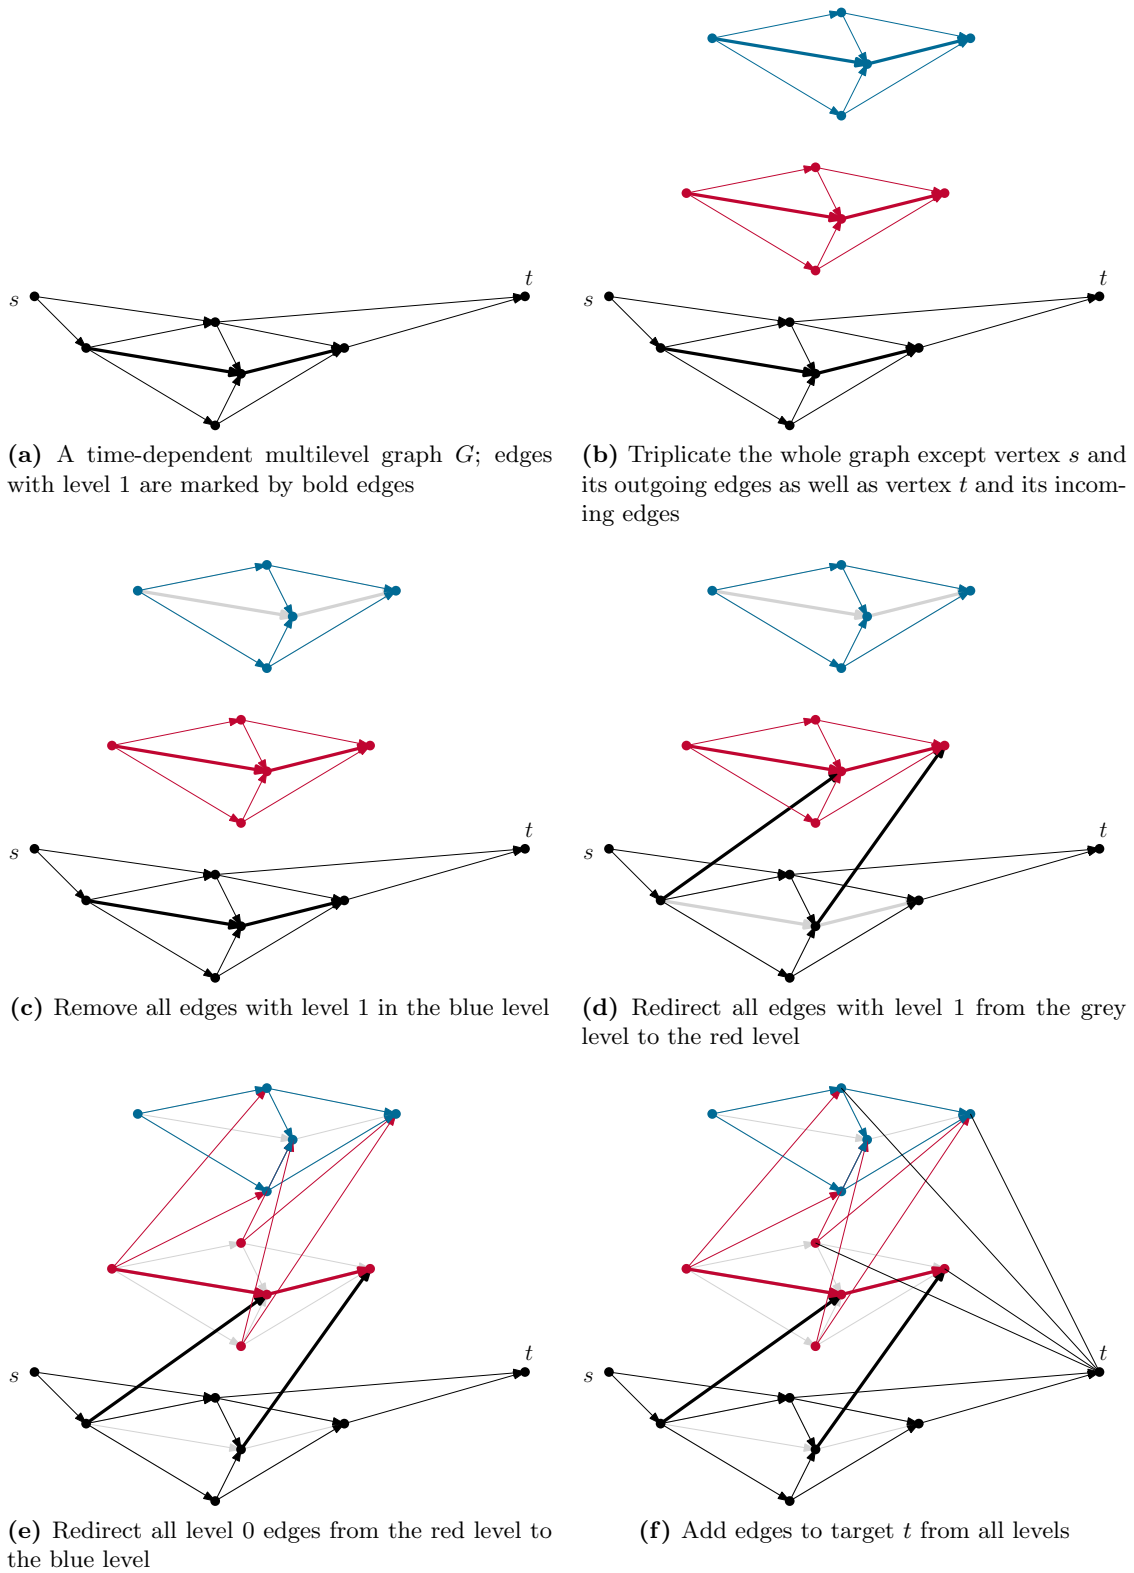 s
t
s
t
(a) A time-dependent multilevel graph G; edges
with level 1 are marked by bold edges
(b) Triplicate the whole graph except vertex s and
its outgoing edges as well as vertex t and its incom-
ing edges
s
t
s
t
(c) Remove all edges with level 1 in the blue level
(d) Redirect all edges with level 1 from the grey
level to the red level
s
t
s
t
(e) Redirect all level 0 edges from the red level to
the blue level
(f) Add edges to target t from all levels